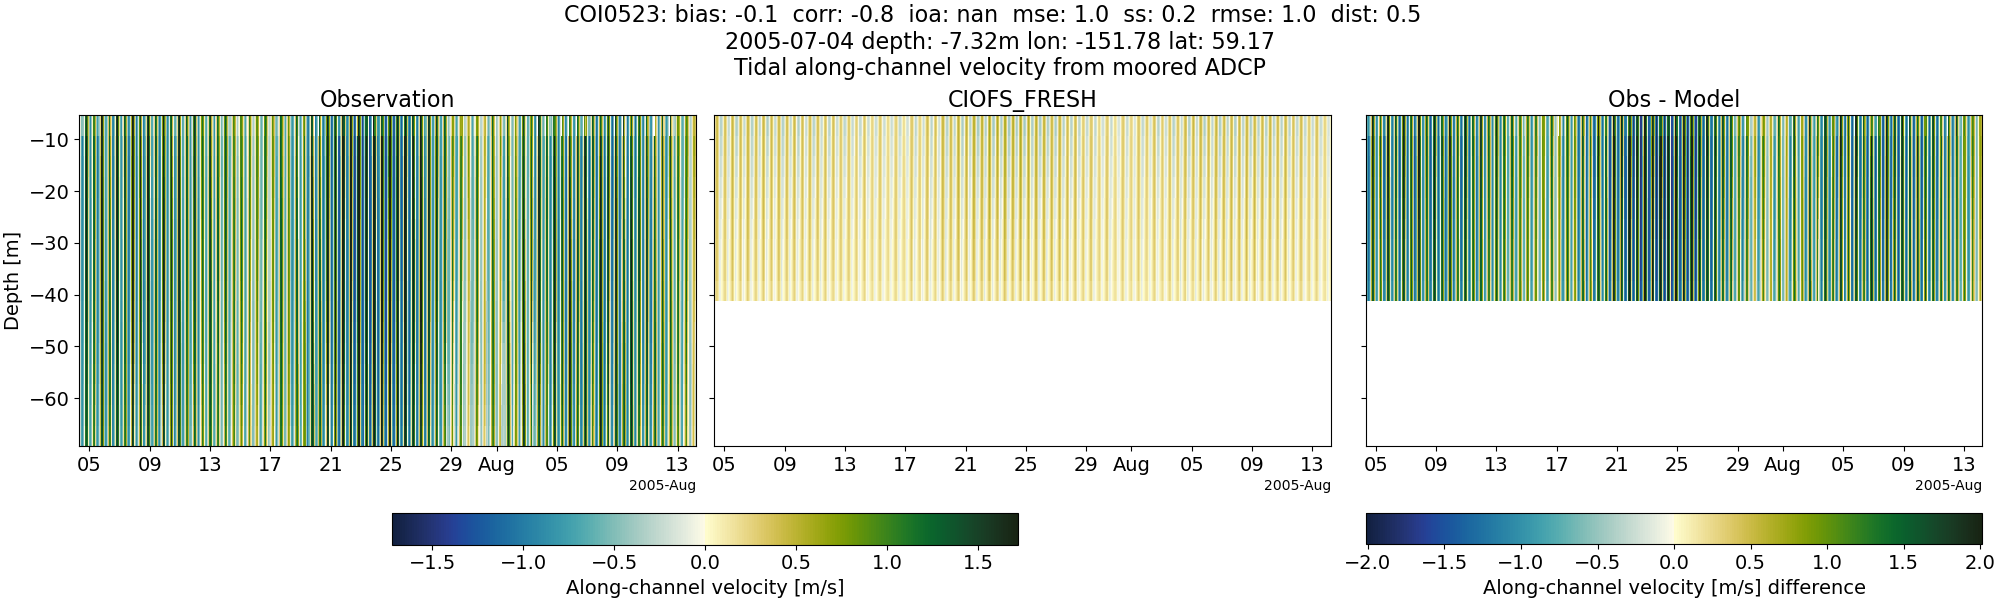 COI0523: bias: -0.1  corr: -0.8  ioa: nan  mse: 1.0  ss: 0.2  rmse: 1.0  dist: 0.5
2005-07-04 depth: -7.32m lon: -151.78 lat: 59.17
Tidal along-channel velocity from moored ADCP
Observation
CIOFS_FRESH
Obs - Model
Depth [m]
−10
−20
−30
−40
−50
−60
05 09 13 17 21 25 29 Aug 05 09 13
2005-Aug
05 09 13 17 21 25 29 Aug 05 09 13
2005-Aug
05 09 13 17 21 25 29 Aug 05 09 13
2005-Aug
−1.5 −1.0 −0.5 0.0 0.5 1.0 1.5
Along-channel velocity [m/s]
−2.0 −1.5 −1.0 −0.5 0.0 0.5 1.0 1.5 2.0
Along-channel velocity [m/s] difference